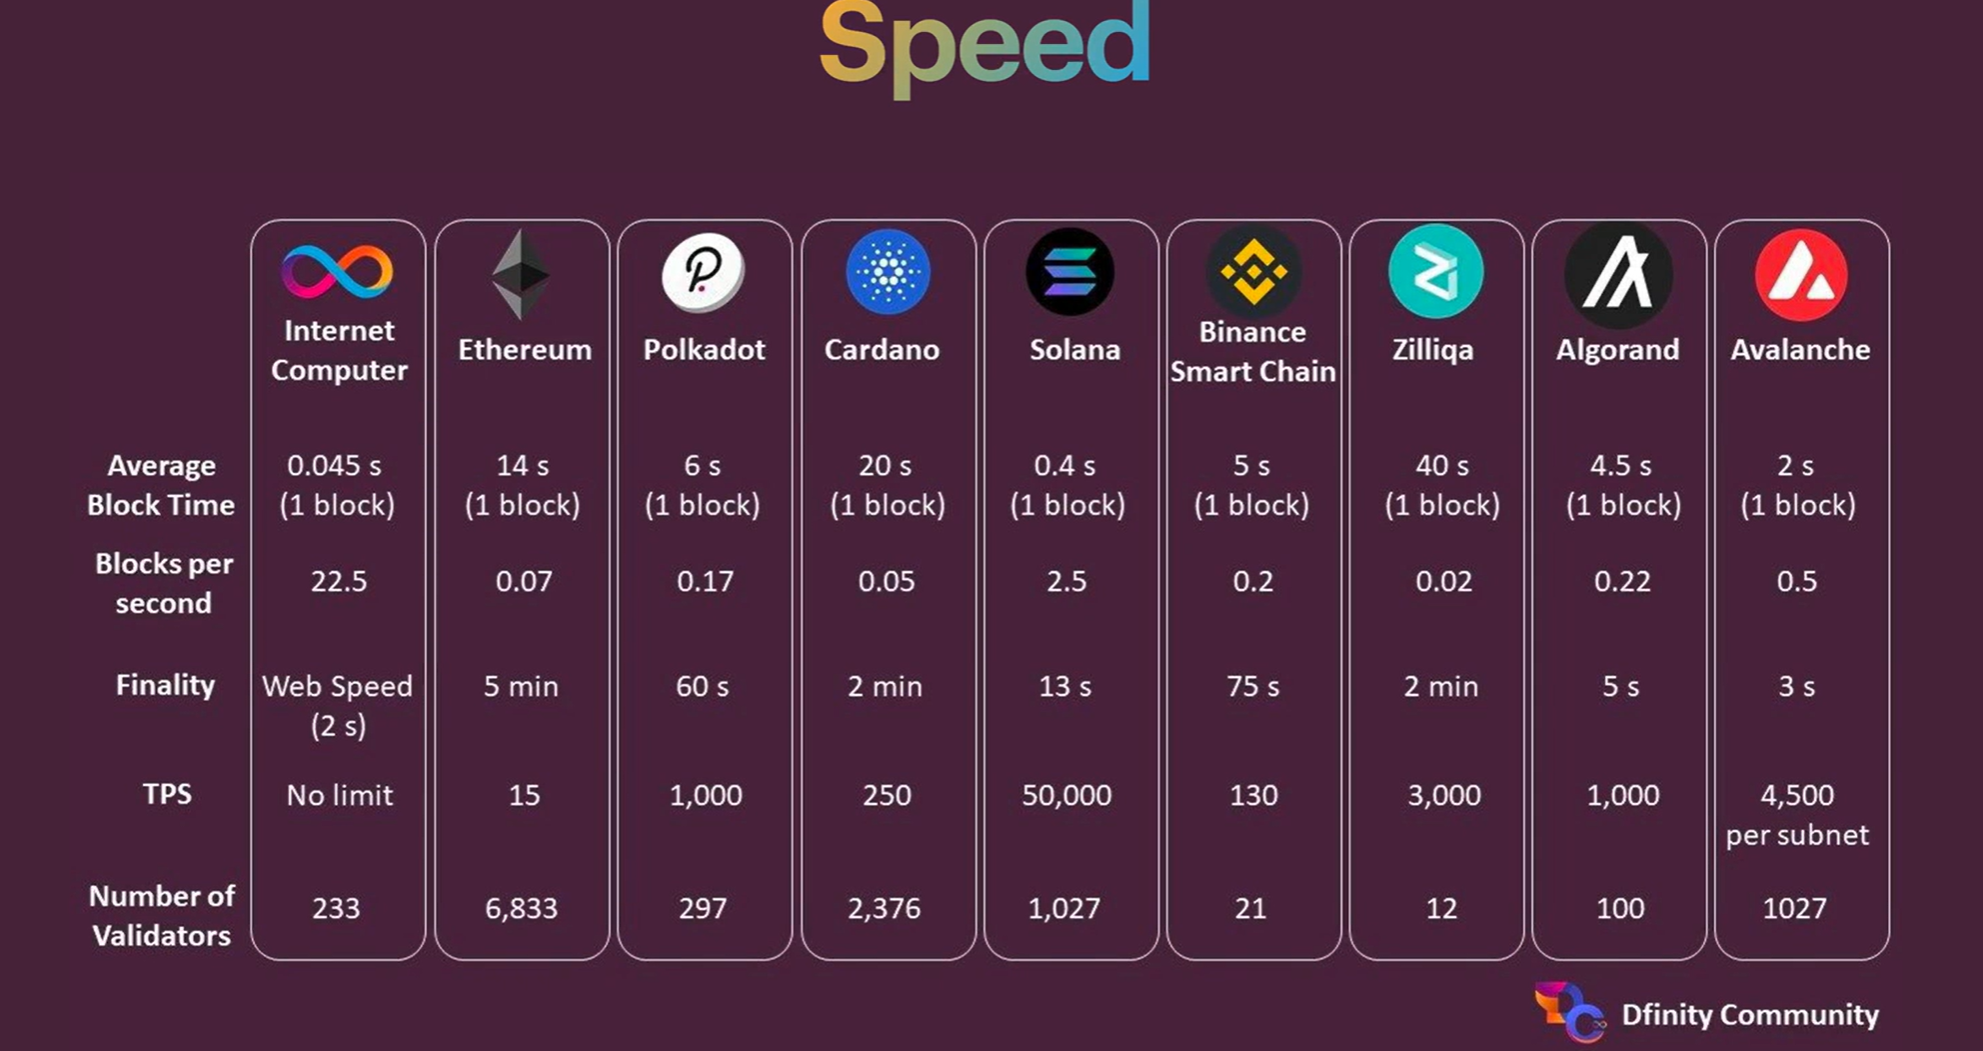 Speed
Internet Computer
Ethereum
Polkadot
Cardano
Solana
Binance Smart Chain
Zilliqa
Algorand
Avalanche
Average Block Time
0.045 s (1 block)
14 s (1 block)
6 s (1 block)
20 s (1 block)
0.4 s (1 block)
5 s (1 block)
40 s (1 block)
4.5 s (1 block)
2 s (1 block)
Blocks per second
22.5
0.07
0.17
0.05
2.5
0.2
0.02
0.22
0.5
Finality
Web Speed (2 s)
5 min
60 s
2 min
13 s
75 s
2 min
5 s
3 s
TPS
No limit
15
1,000
250
50,000
130
3,000
1,000
4,500 per subnet
Number of Validators
233
6,833
297
2,376
1,027
21
12
100
1027
Dfinity Community